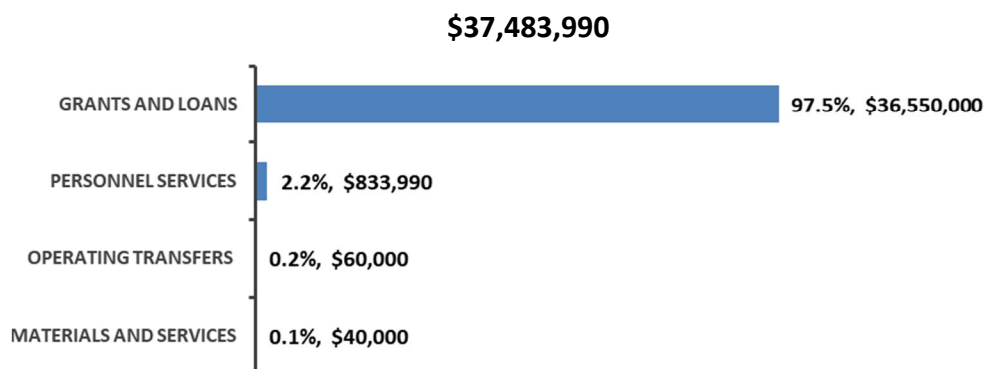 $37,483,990
GRANTS AND LOANS 97.5%, $36,550,000
PERSONNEL SERVICES 2.2%, $833,990
OPERATING TRANSFERS 0.2%, $60,000
MATERIALS AND SERVICES 0.1%, $40,000